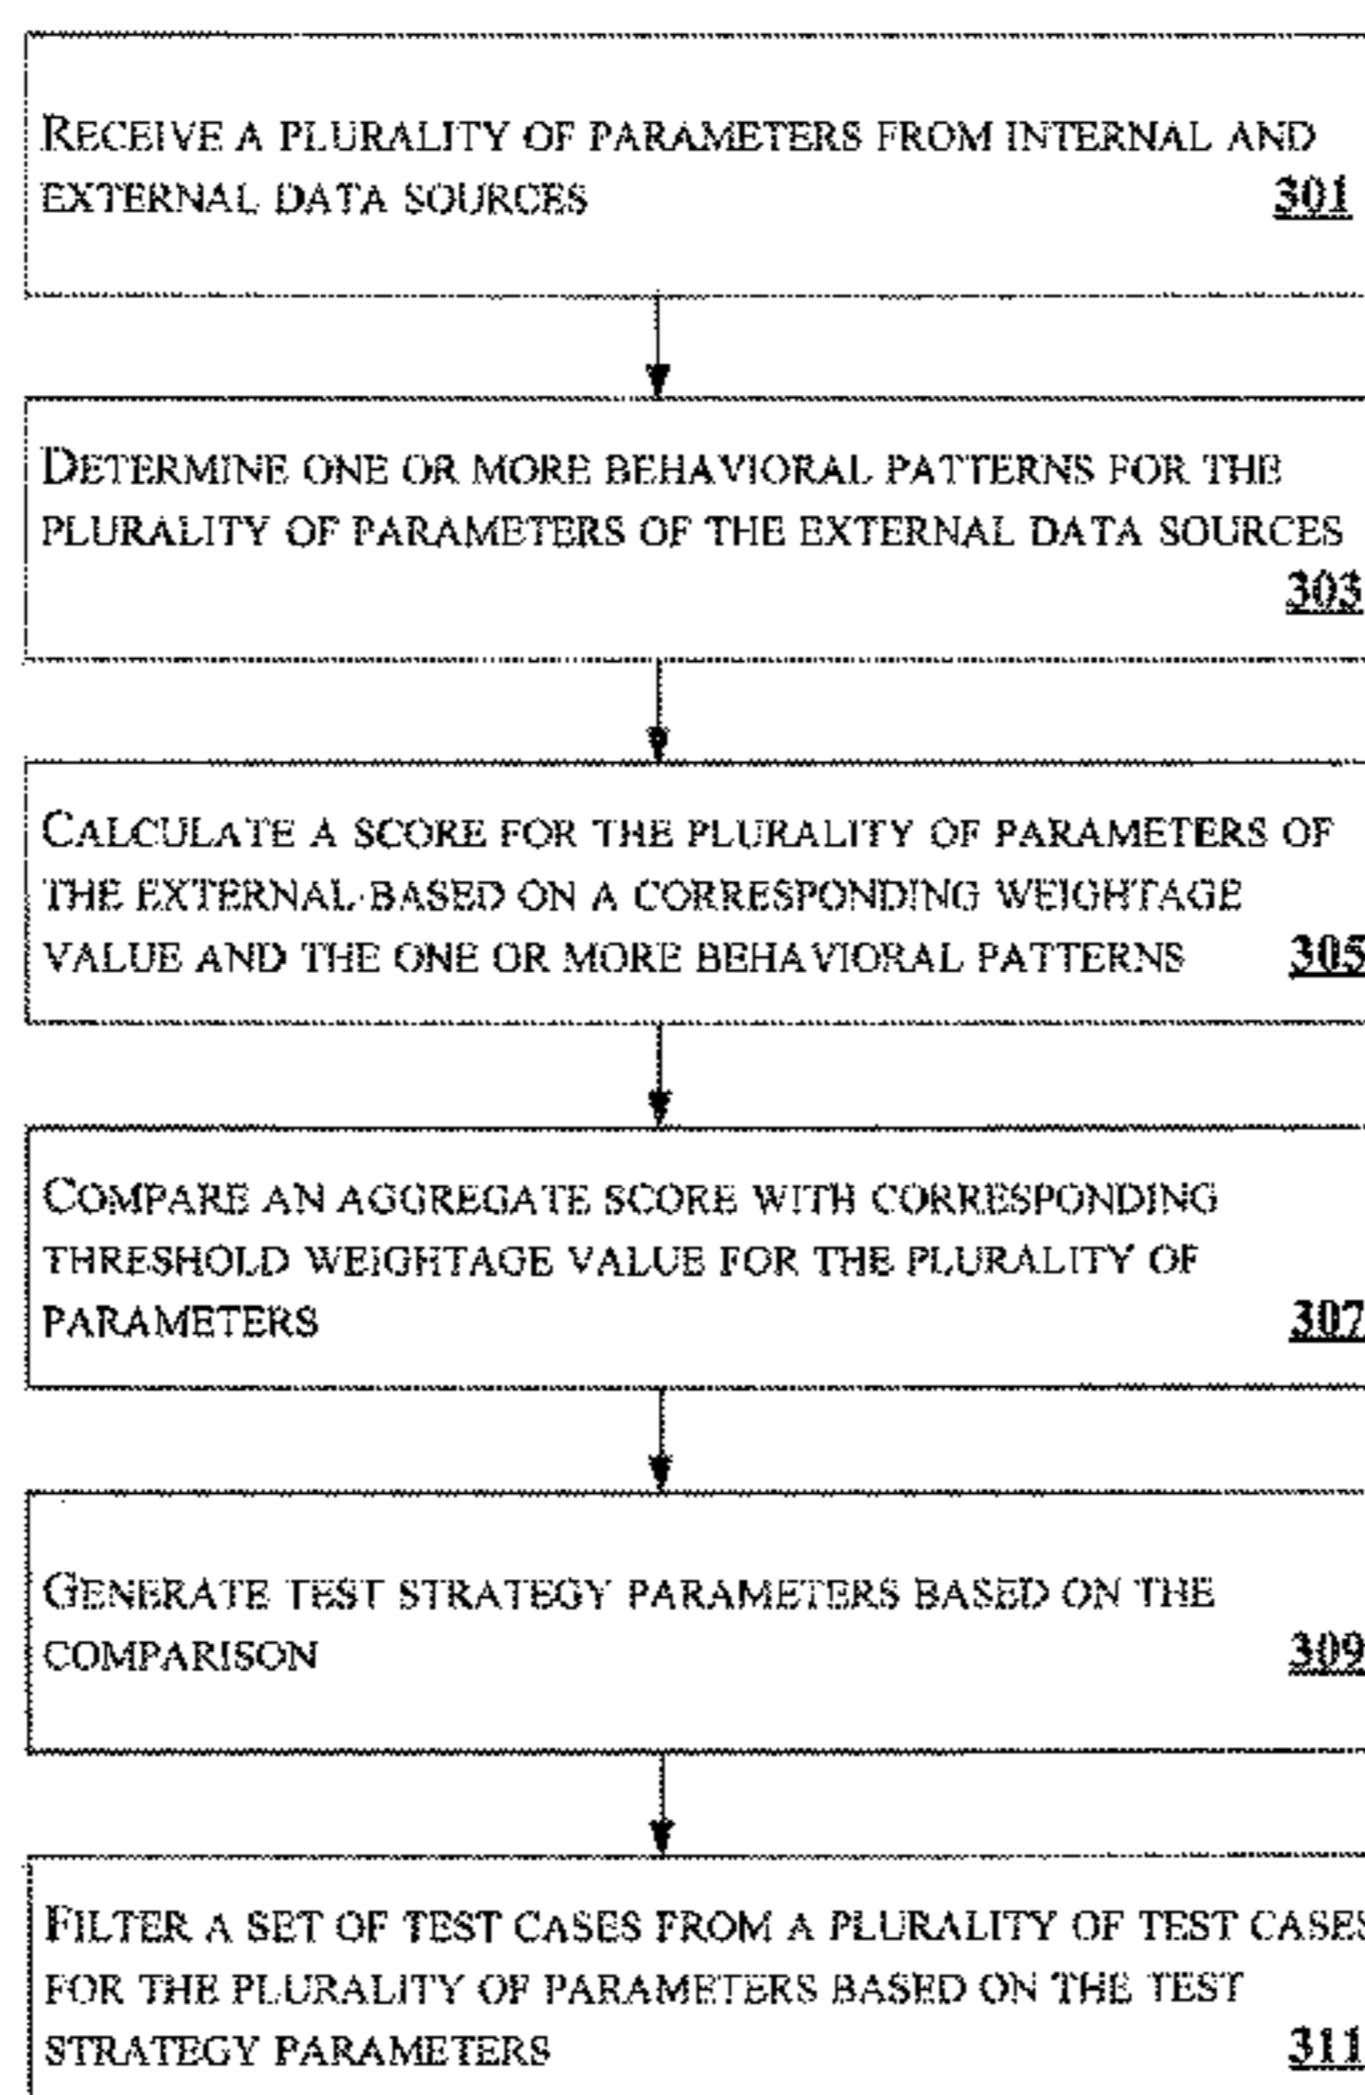 RECEIVE A PLURALITY OF PARAMETERS FROM INTERNAL AND
EXTERNAL DATA SOURCES 301
DETERMINE ONE OR MORE BEHAVIORAL PATTERNS FOR THE
PLURALITY OF PARAMETERS OF THE EXTERNAL DATA SOURCES
303
CALCULATE A SCORE FOR THE PLURALITY OF PARAMETERS OF
THE EXTERNAL BASED ON A CORRESPONDING WEIGHTAGE
VALUE AND THE ONE OR MORE BEHAVIORAL PATTERNS 305
COMPARE AN AGGREGATE SCORE WITH CORRESPONDING
THRESHOLD WEIGHTAGE VALUE FOR THE PLURALITY OF
PARAMETERS 307
GENERATE TEST STRATEGY PARAMETERS BASED ON THE
COMPARISON 309
FILTER A SET OF TEST CASES FROM A PLURALITY OF TEST CASES
FOR THE PLURALITY OF PARAMETERS BASED ON THE TEST
STRATEGY PARAMETERS 311